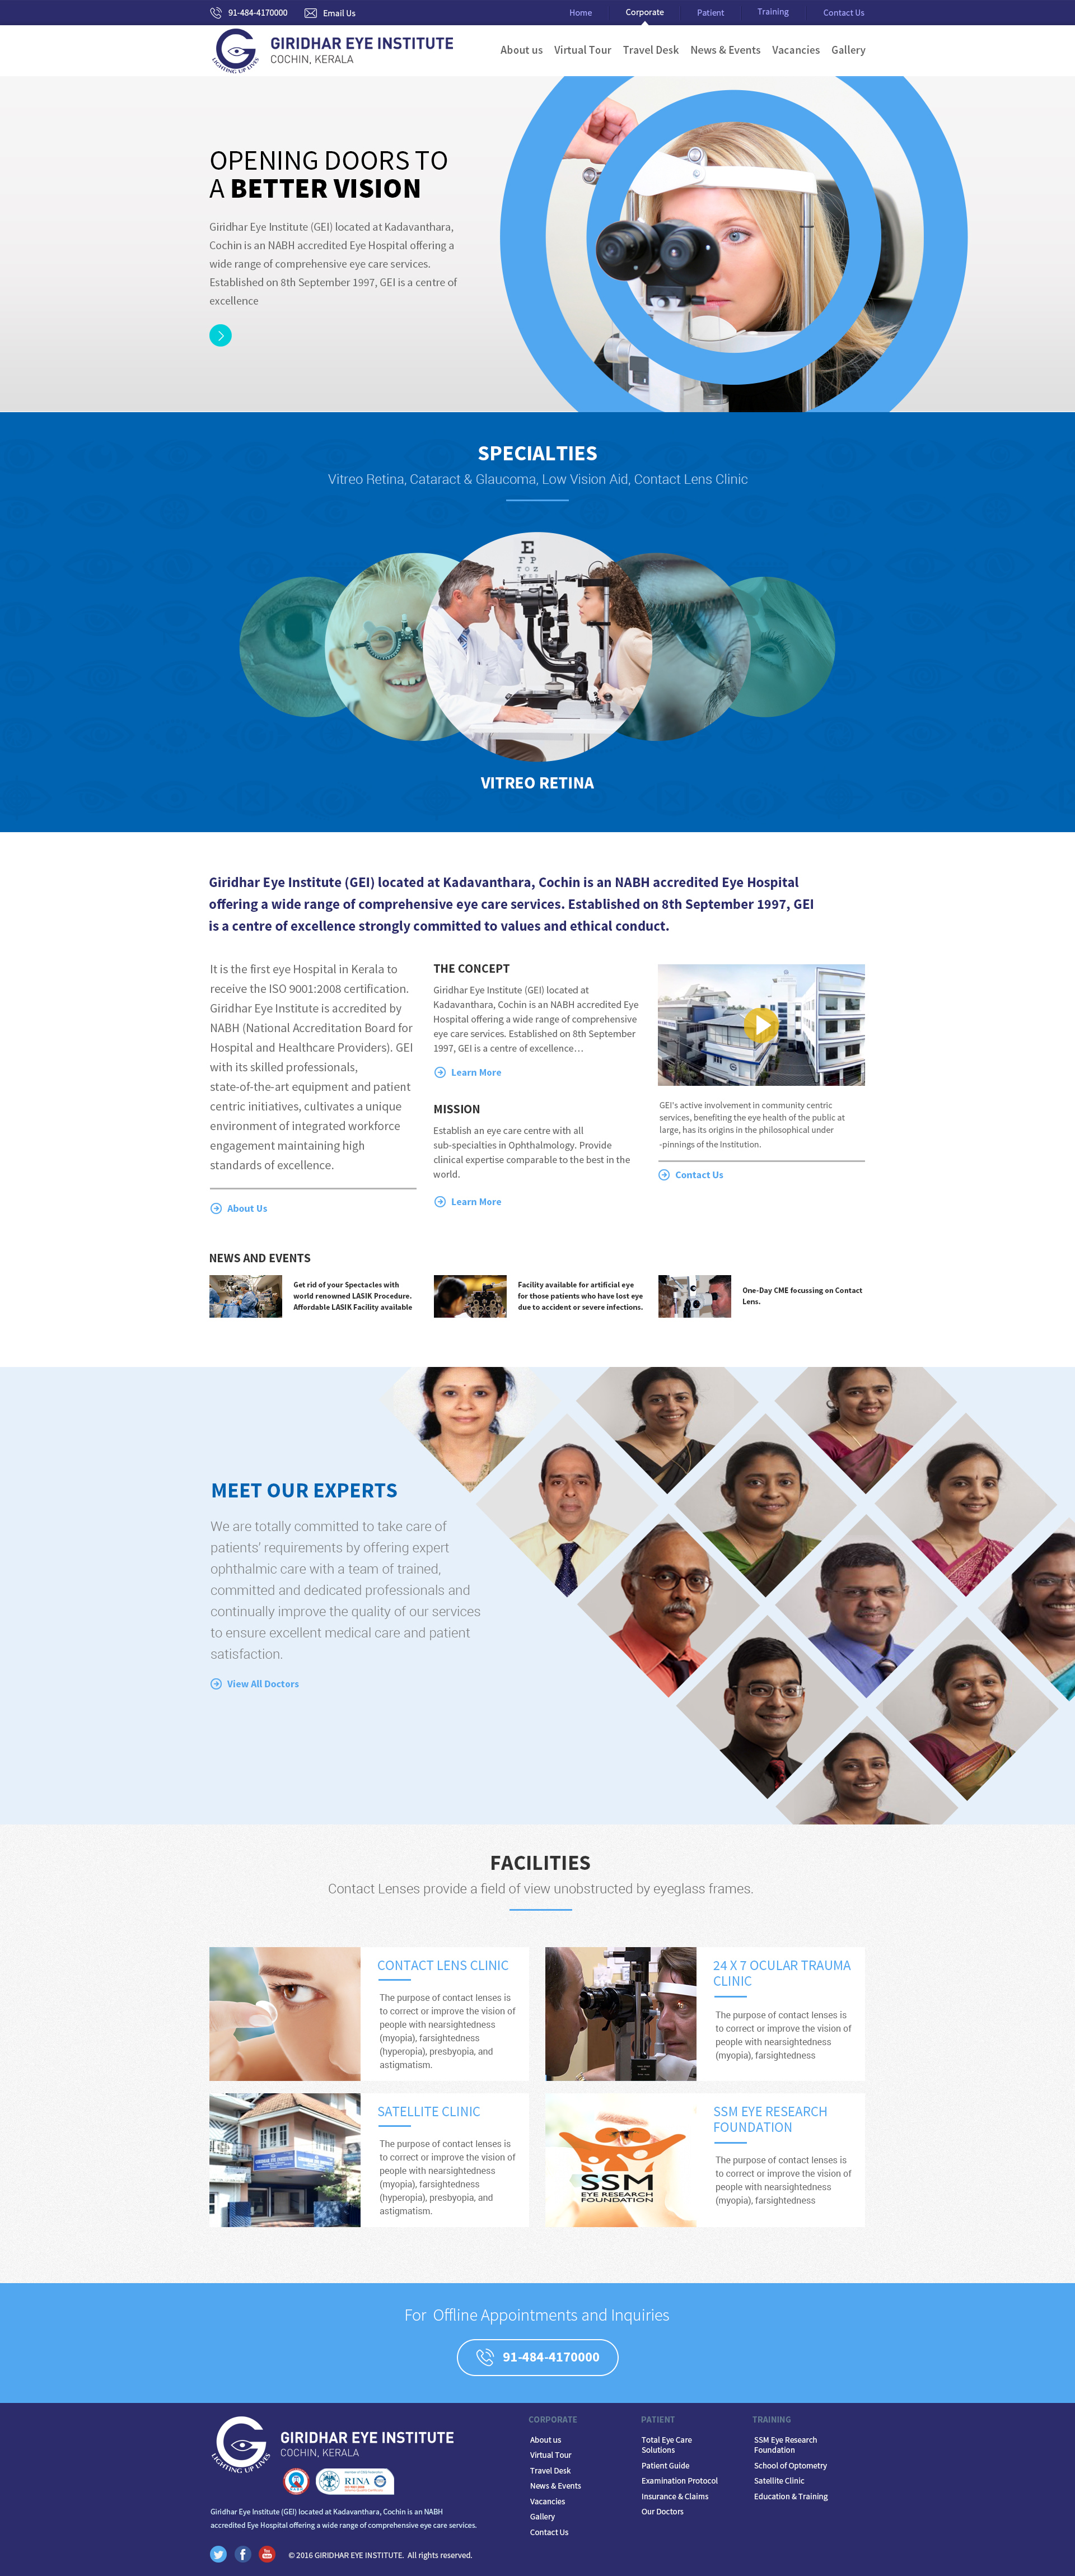 91-484-4170000 Email Us Home Corporate Patient Training Contact Us
GIRIDHAR EYE INSTITUTE
COCHIN, KERALA
LIGHTING UP LIVES
About us Virtual Tour Travel Desk News & Events Vacancies Gallery
OPENING DOORS TO
A BETTER VISION
Giridhar Eye Institute (GEI) located at Kadavanthara,
Cochin is an NABH accredited Eye Hospital offering a
wide range of comprehensive eye care services.
Established on 8th September 1997, GEI is a centre of
excellence
SPECIALTIES
Vitreo Retina, Cataract & Glaucoma, Low Vision Aid, Contact Lens Clinic
E
F P
T O Z
VITREO RETINA
Giridhar Eye Institute (GEI) located at Kadavanthara, Cochin is an NABH accredited Eye Hospital
offering a wide range of comprehensive eye care services. Established on 8th September 1997, GEI
is a centre of excellence strongly committed to values and ethical conduct.
It is the first eye Hospital in Kerala to
receive the ISO 9001:2008 certification.
Giridhar Eye Institute is accredited by
NABH (National Accreditation Board for
Hospital and Healthcare Providers). GEI
with its skilled professionals,
state-of-the-art equipment and patient
centric initiatives, cultivates a unique
environment of integrated workforce
engagement maintaining high
standards of excellence.
About Us
THE CONCEPT
Giridhar Eye Institute (GEI) located at
Kadavanthara, Cochin is an NABH accredited Eye
Hospital offering a wide range of comprehensive
eye care services. Established on 8th September
1997, GEI is a centre of excellence…
Learn More
MISSION
Establish an eye care centre with all
sub-specialties in Ophthalmology. Provide
clinical expertise comparable to the best in the
world.
Learn More
GEI's active involvement in community centric
services, benefiting the eye health of the public at
large, has its origins in the philosophical under
-pinnings of the Institution.
Contact Us
NEWS AND EVENTS
Get rid of your Spectacles with
world renowned LASIK Procedure.
Affordable LASIK Facility available
Facility available for artificial eye
for those patients who have lost eye
due to accident or severe infections.
One-Day CME focussing on Contact
Lens.
MEET OUR EXPERTS
We are totally committed to take care of
patients' requirements by offering expert
ophthalmic care with a team of trained,
committed and dedicated professionals and
continually improve the quality of our services
to ensure excellent medical care and patient
satisfaction.
View All Doctors
FACILITIES
Contact Lenses provide a field of view unobstructed by eyeglass frames.
CONTACT LENS CLINIC
The purpose of contact lenses is
to correct or improve the vision of
people with nearsightedness
(myopia), farsightedness
(hyperopia), presbyopia, and
astigmatism.
24 X 7 OCULAR TRAUMA
CLINIC
The purpose of contact lenses is
to correct or improve the vision of
people with nearsightedness
(myopia), farsightedness
SATELLITE CLINIC
The purpose of contact lenses is
to correct or improve the vision of
people with nearsightedness
(myopia), farsightedness
(hyperopia), presbyopia, and
astigmatism.
SSM
EYE RESEARCH
FOUNDATION
SSM EYE RESEARCH
FOUNDATION
The purpose of contact lenses is
to correct or improve the vision of
people with nearsightedness
(myopia), farsightedness
For Offline Appointments and Inquiries
91-484-4170000
GIRIDHAR EYE INSTITUTE
COCHIN, KERALA
LIGHTING UP LIVES
RINA
Giridhar Eye Institute (GEI) located at Kadavanthara, Cochin is an NABH
accredited Eye Hospital offering a wide range of comprehensive eye care services.
CORPORATE
About us
Virtual Tour
Travel Desk
News & Events
Vacancies
Gallery
Contact Us
PATIENT
Total Eye Care
Solutions
Patient Guide
Examination Protocol
Insurance & Claims
Our Doctors
TRAINING
SSM Eye Research
Foundation
School of Optometry
Satellite Clinic
Education & Training
© 2016 GIRIDHAR EYE INSTITUTE. All rights reserved.